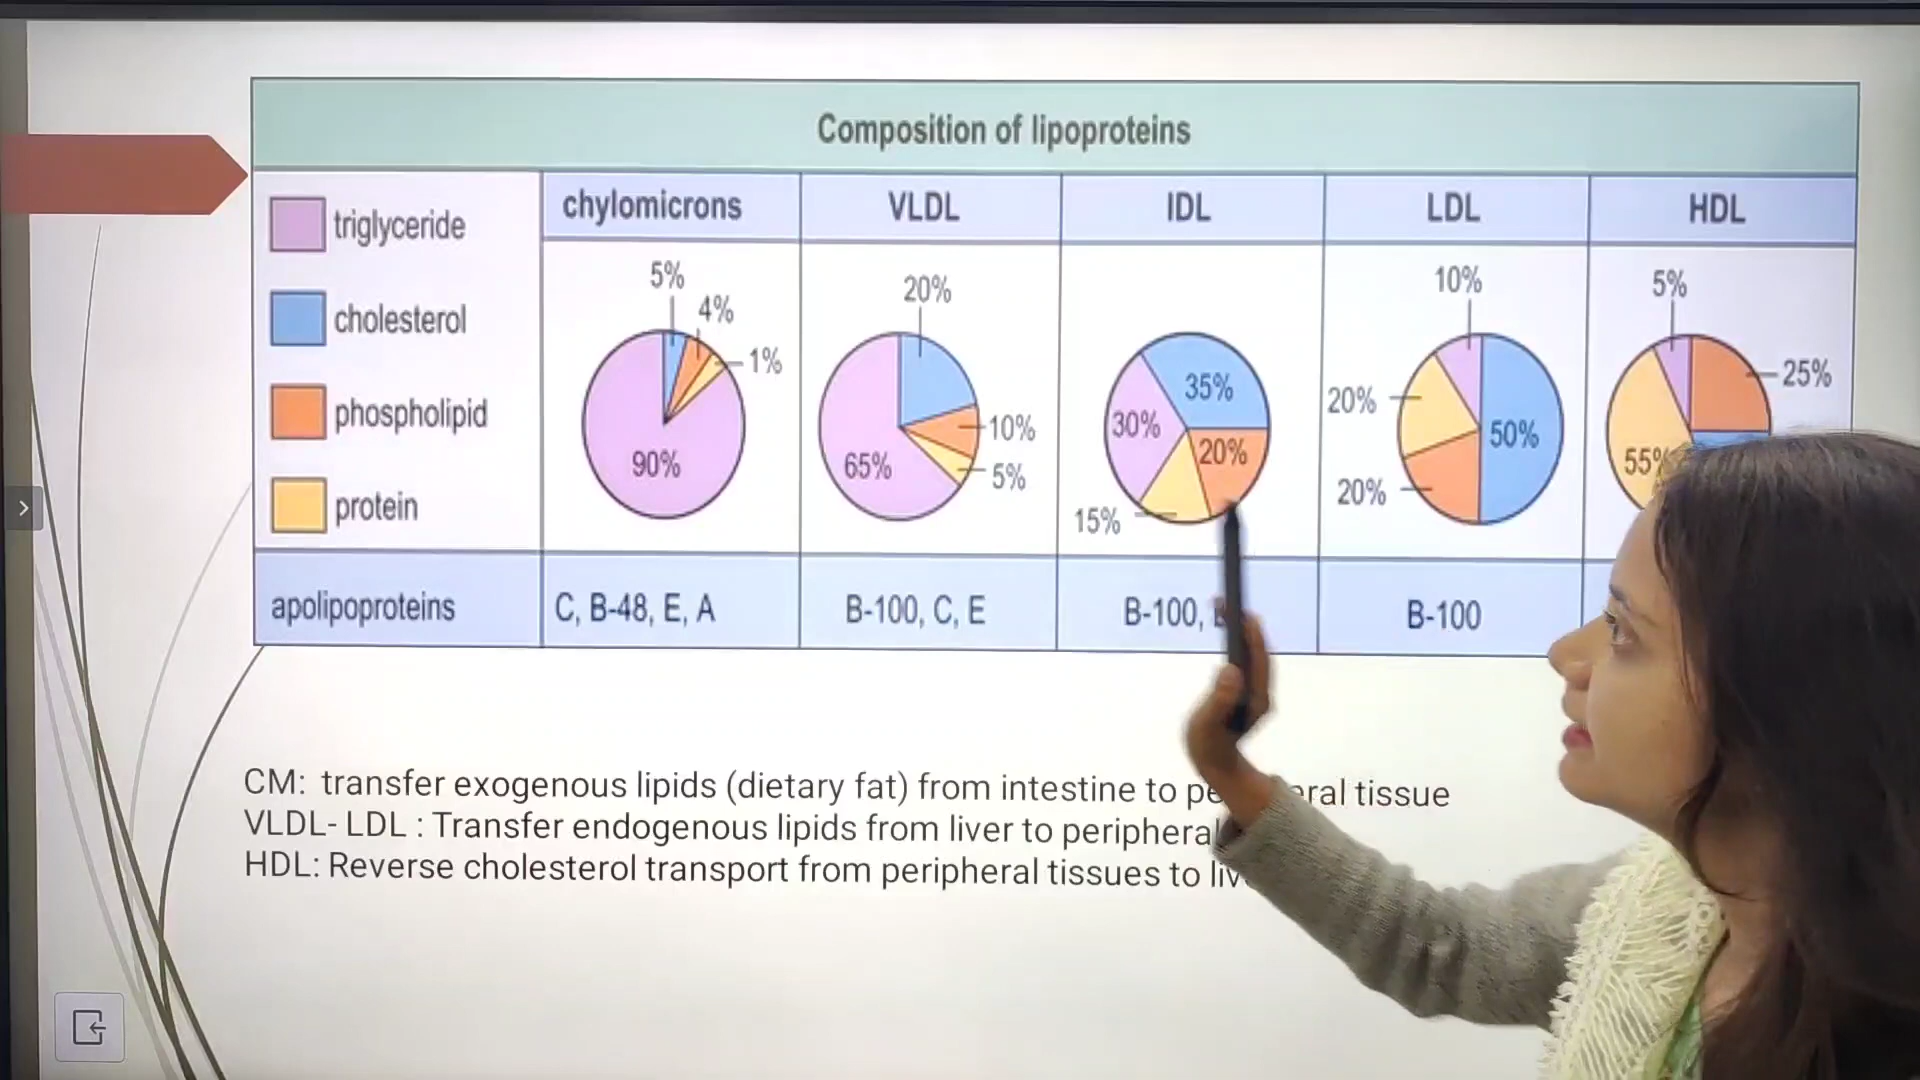 Composition of lipoproteins
chylomicrons VLDL IDL LDL HDL
triglyceride
cholesterol
phospholipid
protein
5% 4% 1% 90%
20% 10% 5% 65%
35% 30% 20% 15%
10% 20% 50% 20%
5% 25% 55%
apolipoproteins C, B-48, E, A B-100, C, E B-100, B-100
CM: transfer exogenous lipids (dietary fat) from intestine to tissue
VLDL- LDL : Transfer endogenous lipids from liver to peripheral
HDL: Reverse cholesterol transport from peripheral tissues to